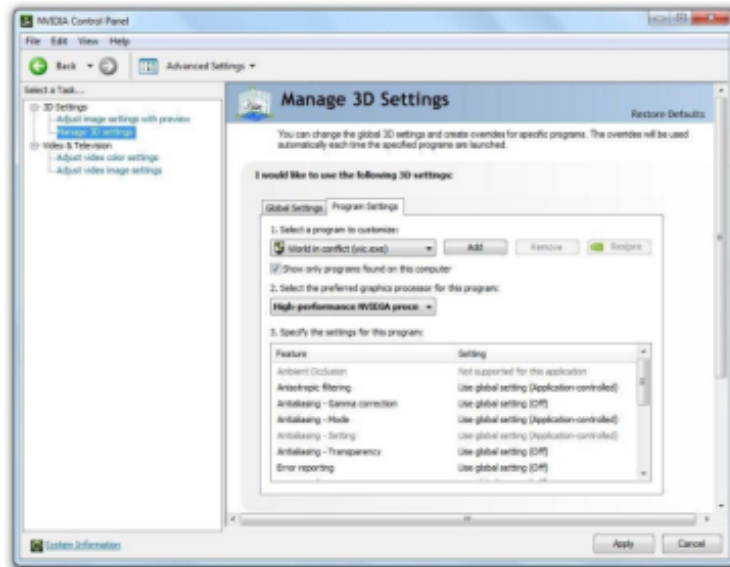 NVIDIA Control Panel
File Edit View Help
Back Advanced Settings
Select a Task...
3D Settings
Adjust image settings with preview
Manage 3D settings
Video & Television
Adjust video color settings
Adjust video image settings
Manage 3D Settings
Restore Defaults
You can change the global 3D settings and create overrides for specific programs. The overrides will be used
automatically each time the specified programs are launched.
I would like to use the following 3D settings:
Global Settings Program Settings
1. Select a program to customize:
World in conflict (wic.exe) Add Remove Restore
Show only programs found on this computer
2. Select the preferred graphics processor for this program:
High-performance NVIDIA proce
3. Specify the settings for this program:
Feature Setting
Ambient Occlusion Not supported for this application
Anisotropic filtering Use global setting (Application-controlled)
Antialiasing - Gamma correction Use global setting (Off)
Antialiasing - Mode Use global setting (Application-controlled)
Antialiasing - Setting Use global setting (Application-controlled)
Antialiasing - Transparency Use global setting (Off)
Error reporting Use global setting (Off)
System Information Apply Cancel